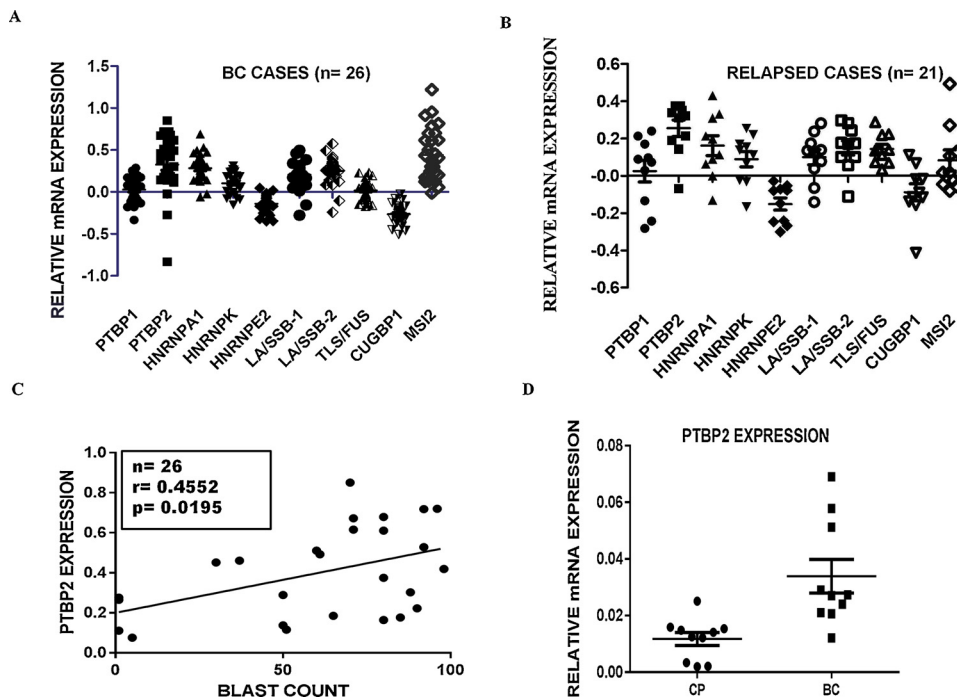 A
BC CASES (n= 26)
RELATIVE mRNA EXPRESSION
1.5
1.0
0.5
0.0
-0.5
-1.0
PTBP1
PTBP2
HNRNPA1
HNRNPK
HNRNPE2
LA/SSB-1
LA/SSB-2
TLS/FUS
CUGBP1
MSI2
B
RELAPSED CASES (n= 21)
RELATIVE mRNA EXPRESSION
0.6
0.4
0.2
-0.0
-0.2
-0.4
-0.6
PTBP1
PTBP2
HNRNPA1
HNRNPK
HNRNPE2
LA/SSB-1
LA/SSB-2
TLS/FUS
CUGBP1
MSI2
C
n= 26
r= 0.4552
p= 0.0195
PTBP2 EXPRESSION
1.0
0.8
0.6
0.4
0.2
0.0
0
50
100
BLAST COUNT
D
PTBP2 EXPRESSION
RELATIVE mRNA EXPRESSION
0.08
0.06
0.04
0.02
0.00
CP
BC